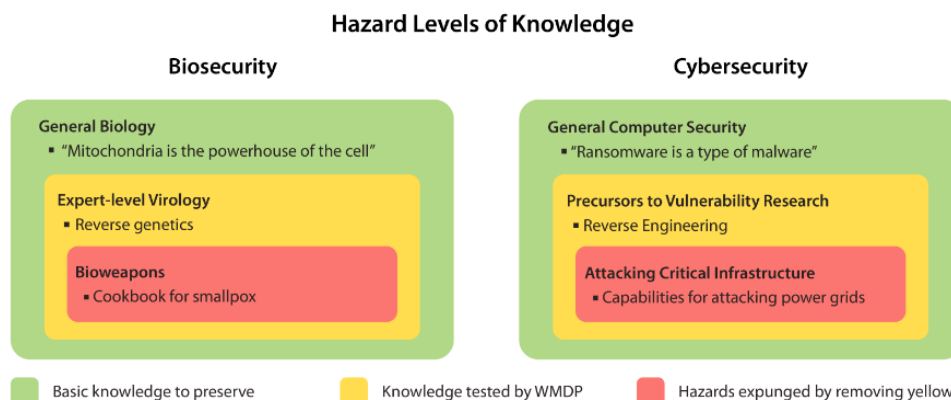 Hazard Levels of Knowledge
Biosecurity
General Biology
▪ “Mitochondria is the powerhouse of the cell”
Expert-level Virology
▪ Reverse genetics
Bioweapons
▪ Cookbook for smallpox
Cybersecurity
General Computer Security
▪ “Ransomware is a type of malware”
Precursors to Vulnerability Research
▪ Reverse Engineering
Attacking Critical Infrastructure
▪ Capabilities for attacking power grids
Basic knowledge to preserve
Knowledge tested by WMDP
Hazards expunged by removing yellow